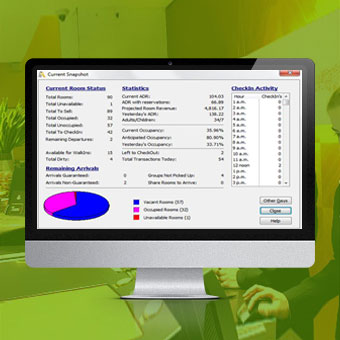 Current Snapshot
Current Room Status
Total Rooms: 90
Total Unavailable: 1
Total To Sell: 89
Total Occupied: 32
Total Unoccupied: 57
Total To CheckIn: 42
Remaining Departures: 2
Available for WalkIns: 15
Total Dirty: 4
Statistics
Current ADR: 104.03
ADR with reservations: 66.89
Projected Room Revenue: 4,816.17
Yesterday's ADR: 138.22
Adults/Children: 34/7
Current Occupancy: 35.96%
Anticipated Occupancy: 80.90%
Yesterday's Occupancy: 33.71%
Left to CheckOut: 2
Total Transactions Today: 54
CheckIn Activity
Hour CheckIn's
1 a.m. 0
2 a.m. 0
3 a.m. 0
4 a.m. 0
5 a.m. 0
6 a.m. 0
7 a.m. 0
8 a.m. 0
9 a.m. 0
10 a.m. 0
11 a.m. 0
12 noon 2
1 p.m. 0
2 p.m. 0
3 p.m. 0
Remaining Arrivals
Arrivals Guaranteed: 0
Arrivals Non-Guaranteed: 2
Groups Not Picked Up: 4
Share Rooms to Arrive: 0
Vacant Rooms (57)
Occupied Rooms (32)
Unavailable Rooms (1)
Other Days
Close
Help